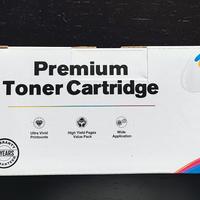 Premium
Toner Cartridge
Ultra Vivid
Printouts
High Yield Pages
Value Pack
Wide
Application
YEARS